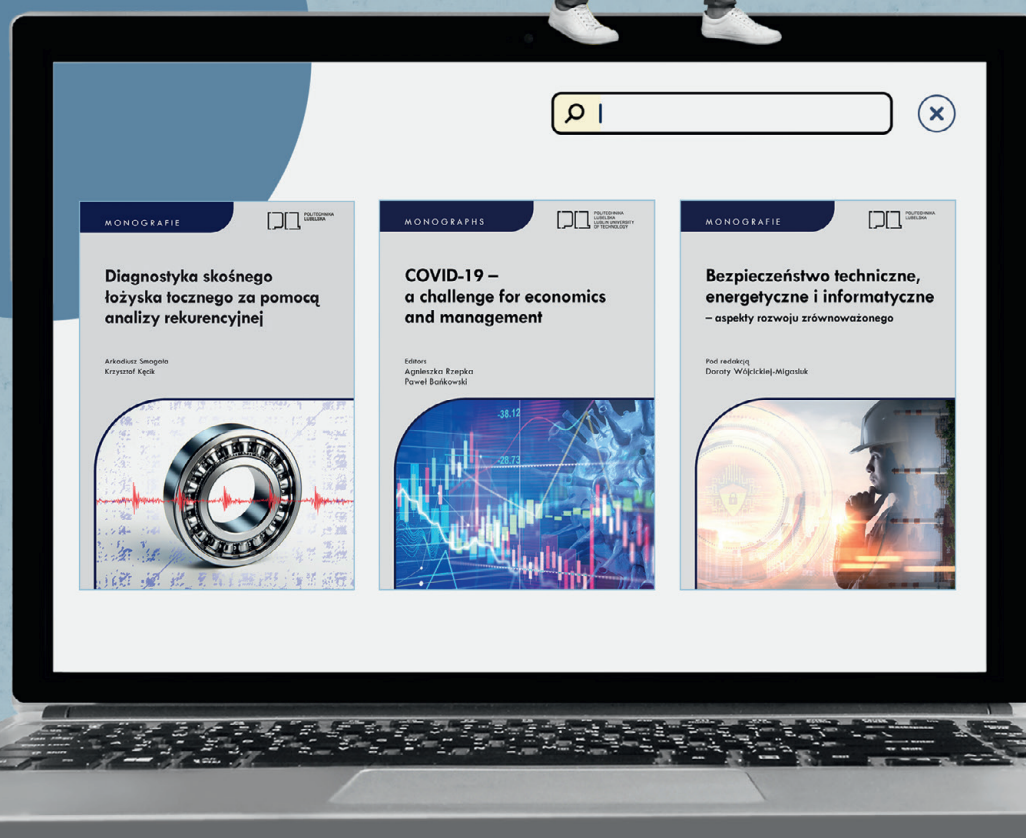 MONOGRAFIE
POLITECHNIKA
LUBELSKA
Diagnostyka skośnego
łożyska tocznego za pomocą
analizy rekurencyjnej
Arkadiusz Smagała
Krzysztof Kęcik
MONOGRAPHS
POLITECHNIKA
LUBELSKA
LUBLIN UNIVERSITY
OF TECHNOLOGY
COVID-19 –
a challenge for economics
and management
Editors
Agnieszka Rzepka
Paweł Bańkowski
-38.12
-28.73
MONOGRAFIE
POLITECHNIKA
LUBELSKA
Bezpieczeństwo techniczne,
energetyczne i informatyczne
– aspekty rozwoju zrównoważonego
Pod redakcją
Doroty Wójcickiej-Migasiuk